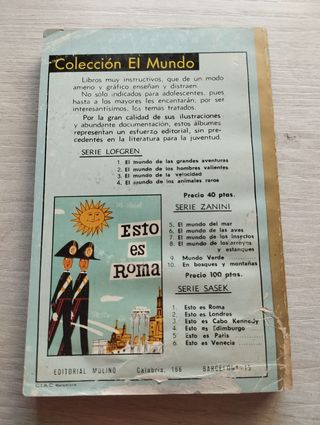 Colección El Mundo
Libros muy instructivos, que de un modo
ameno y gráfico enseñan y distraen.
No sólo indicados para adolescentes, pues
hasta a los mayores les encantarán, por ser
interesantísimos, los temas tratados.
Por la gran calidad de sus ilustraciones
y abundante documentación, estos álbumes
representan un esfuerzo editorial, sin pre-
cedentes en la literatura para la juventud.
SERIE LOFGREN
1. El mundo de las grandes aventuras
2. El mundo de los hombres valientes
3. El mundo de la velocidad
4. El mundo de los animales raros
Precio 40 ptas.
SERIE ZANINI
5. El mundo del mar
6. El mundo de las aves
7. El mundo de los insectos
8. El mundo de los arroyos
y estanques
9. Mundo Verde
10. En bosques y montañas
Precio 100 ptas.
SERIE SASEK
1. Esto es Roma
2. Esto es Londres
3. Esto es Cabo Kennedy
4. Esto es Edimburgo
5. Esto es París
6. Esto es Venecia
Esto
es
Roma
EDITORIAL MOLINO Calabria, 166 BARCELONA-15